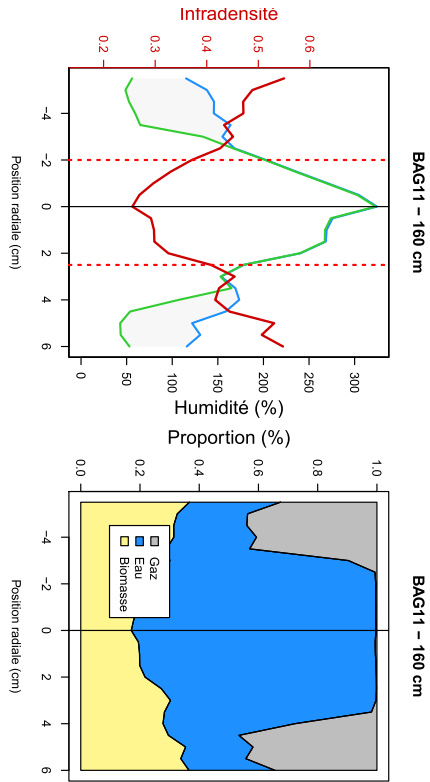 Infradensité
0.2 0.3 0.4 0.5 0.6
BAG11 − 160 cm
−4 −2 0 2 4 6
Position radiale (cm)
0 50 100 150 200 250 300
Humidité (%)
Proportion (%)
0.0 0.2 0.4 0.6 0.8 1.0
BAG11 − 160 cm
Gaz
Eau
Biomasse
−4 −2 0 2 4 6
Position radiale (cm)